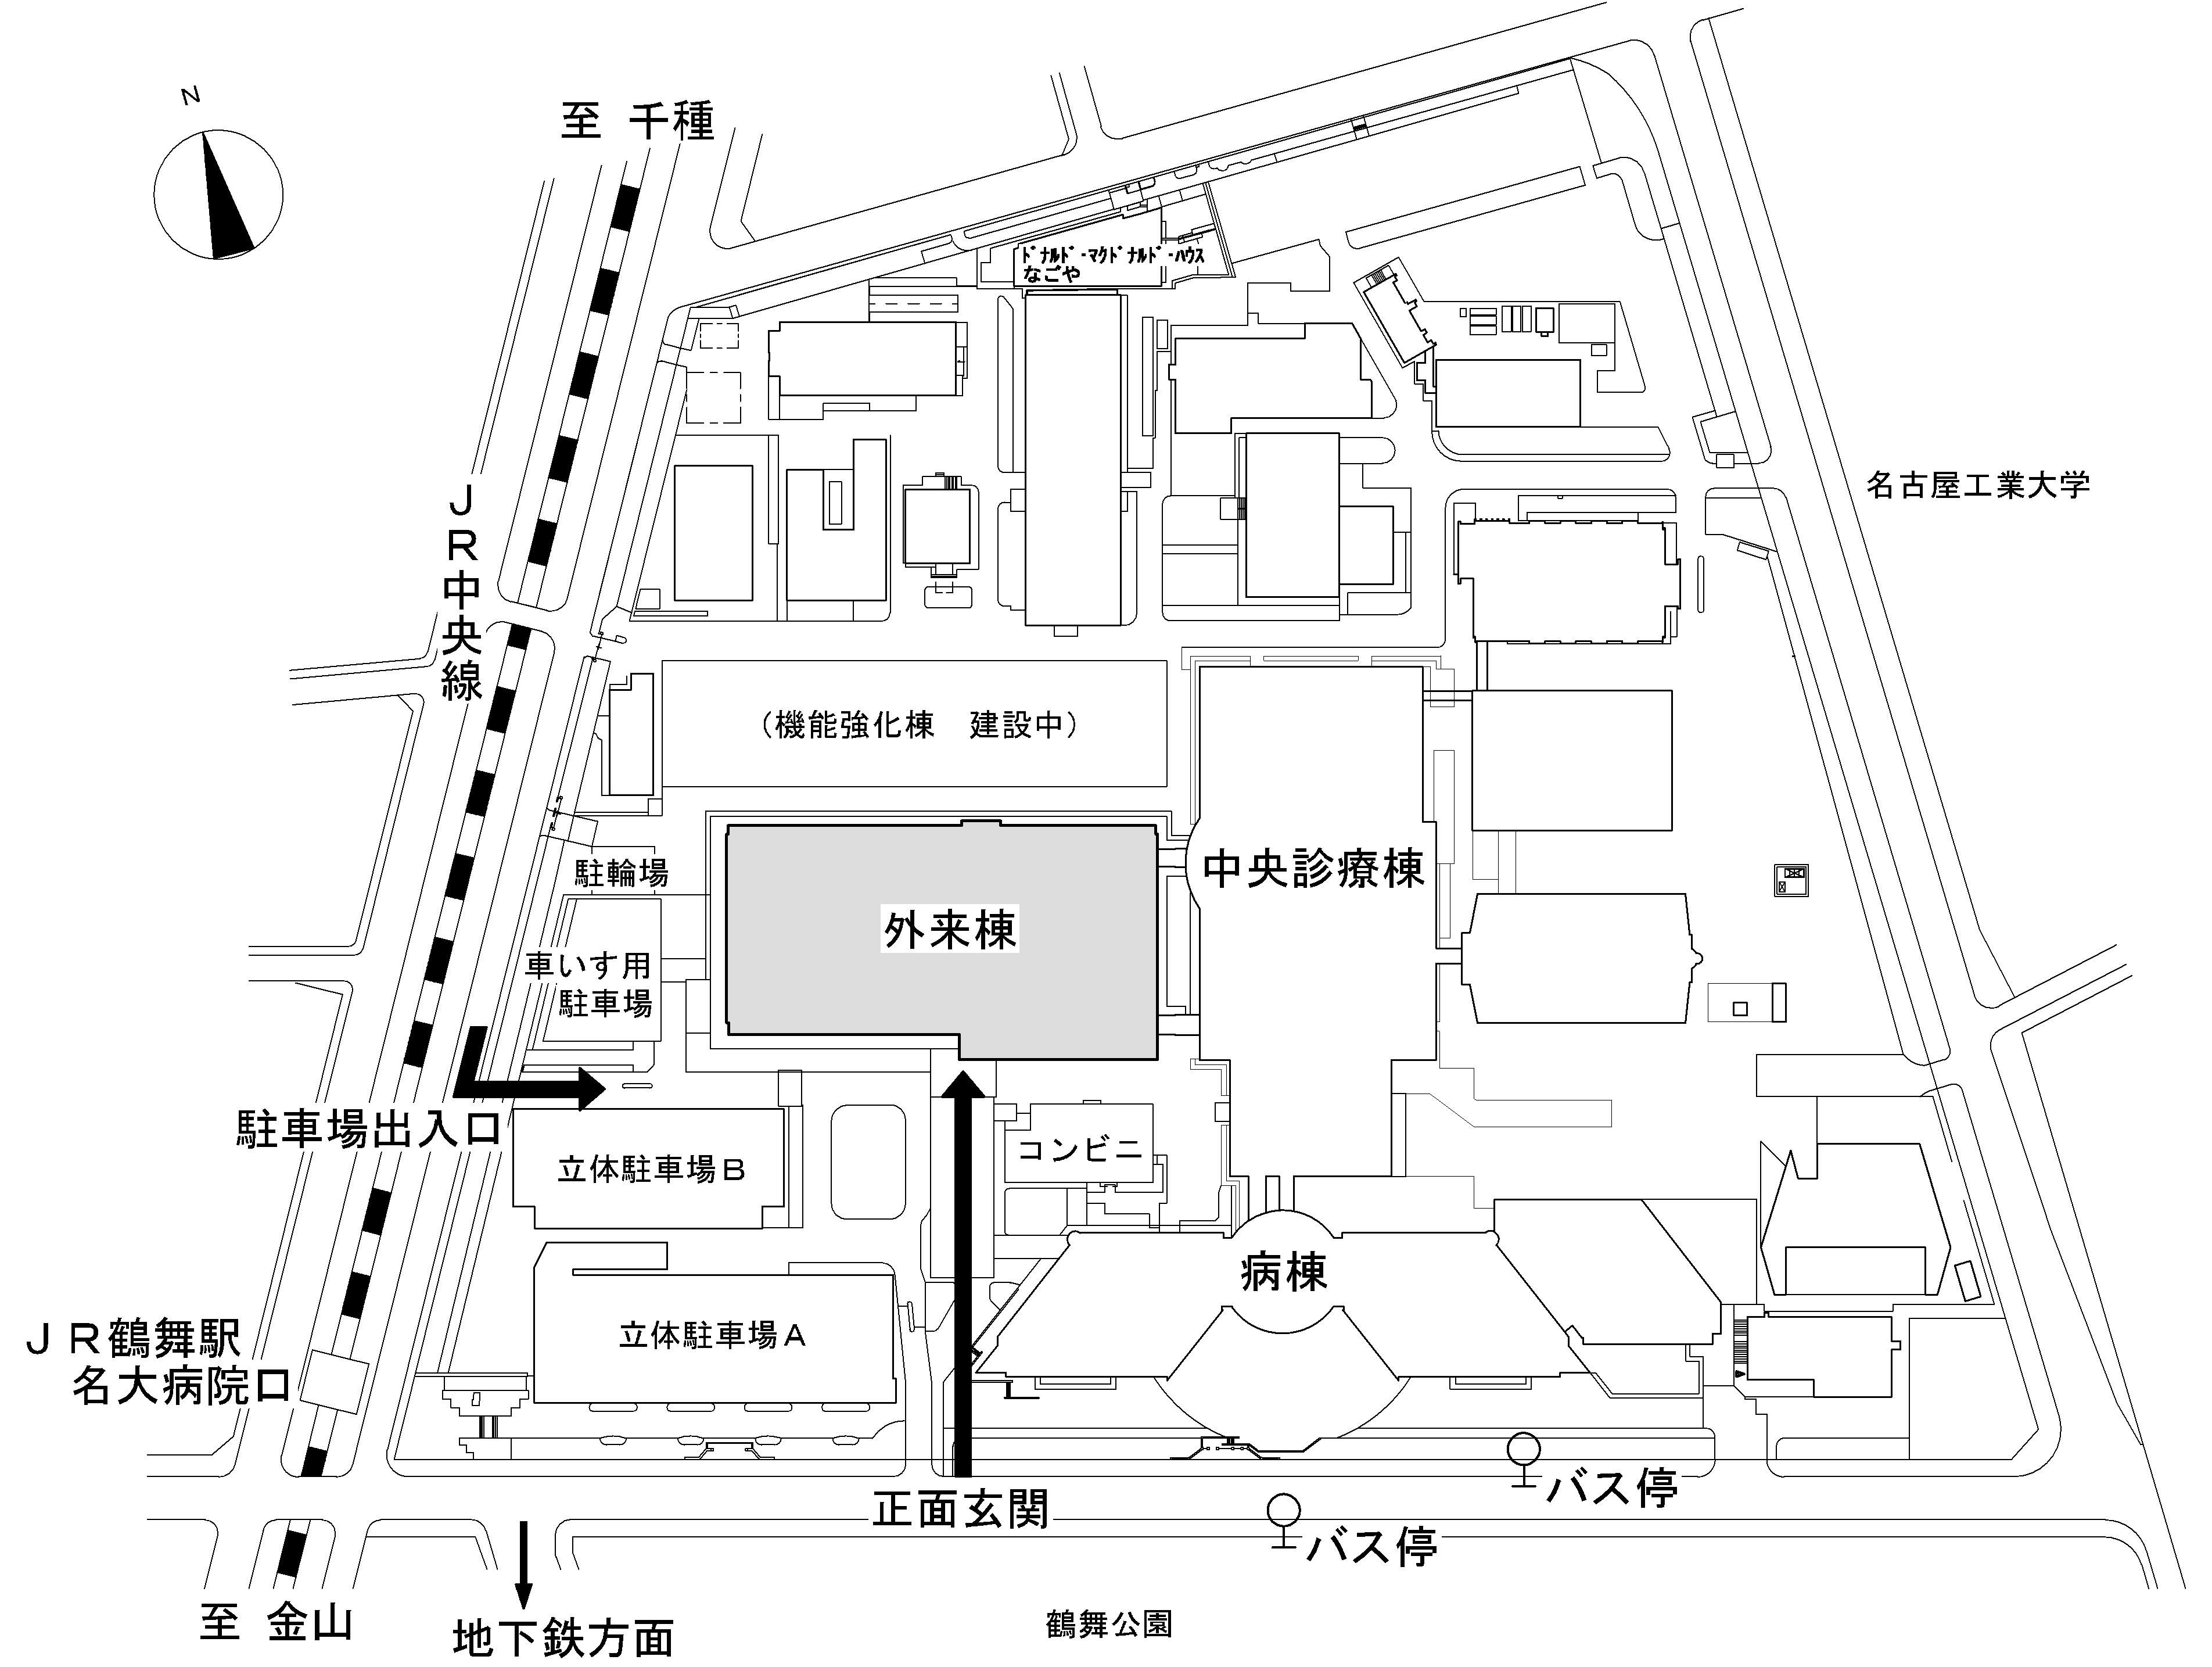 N
至 千種
ﾄﾞﾅﾙﾄﾞ･ﾏｸﾄﾞﾅﾙﾄﾞ･ﾊｳｽ
なごや
名古屋工業大学
ＪＲ中央線
（機能強化棟　建設中）
中央診療棟
駐輪場
外来棟
車いす用
駐車場
駐車場出入口
コンビニ
立体駐車場Ｂ
病棟
立体駐車場Ａ
ＪＲ鶴舞駅
名大病院口
バス停
正面玄関
バス停
至 金山
地下鉄方面
鶴舞公園